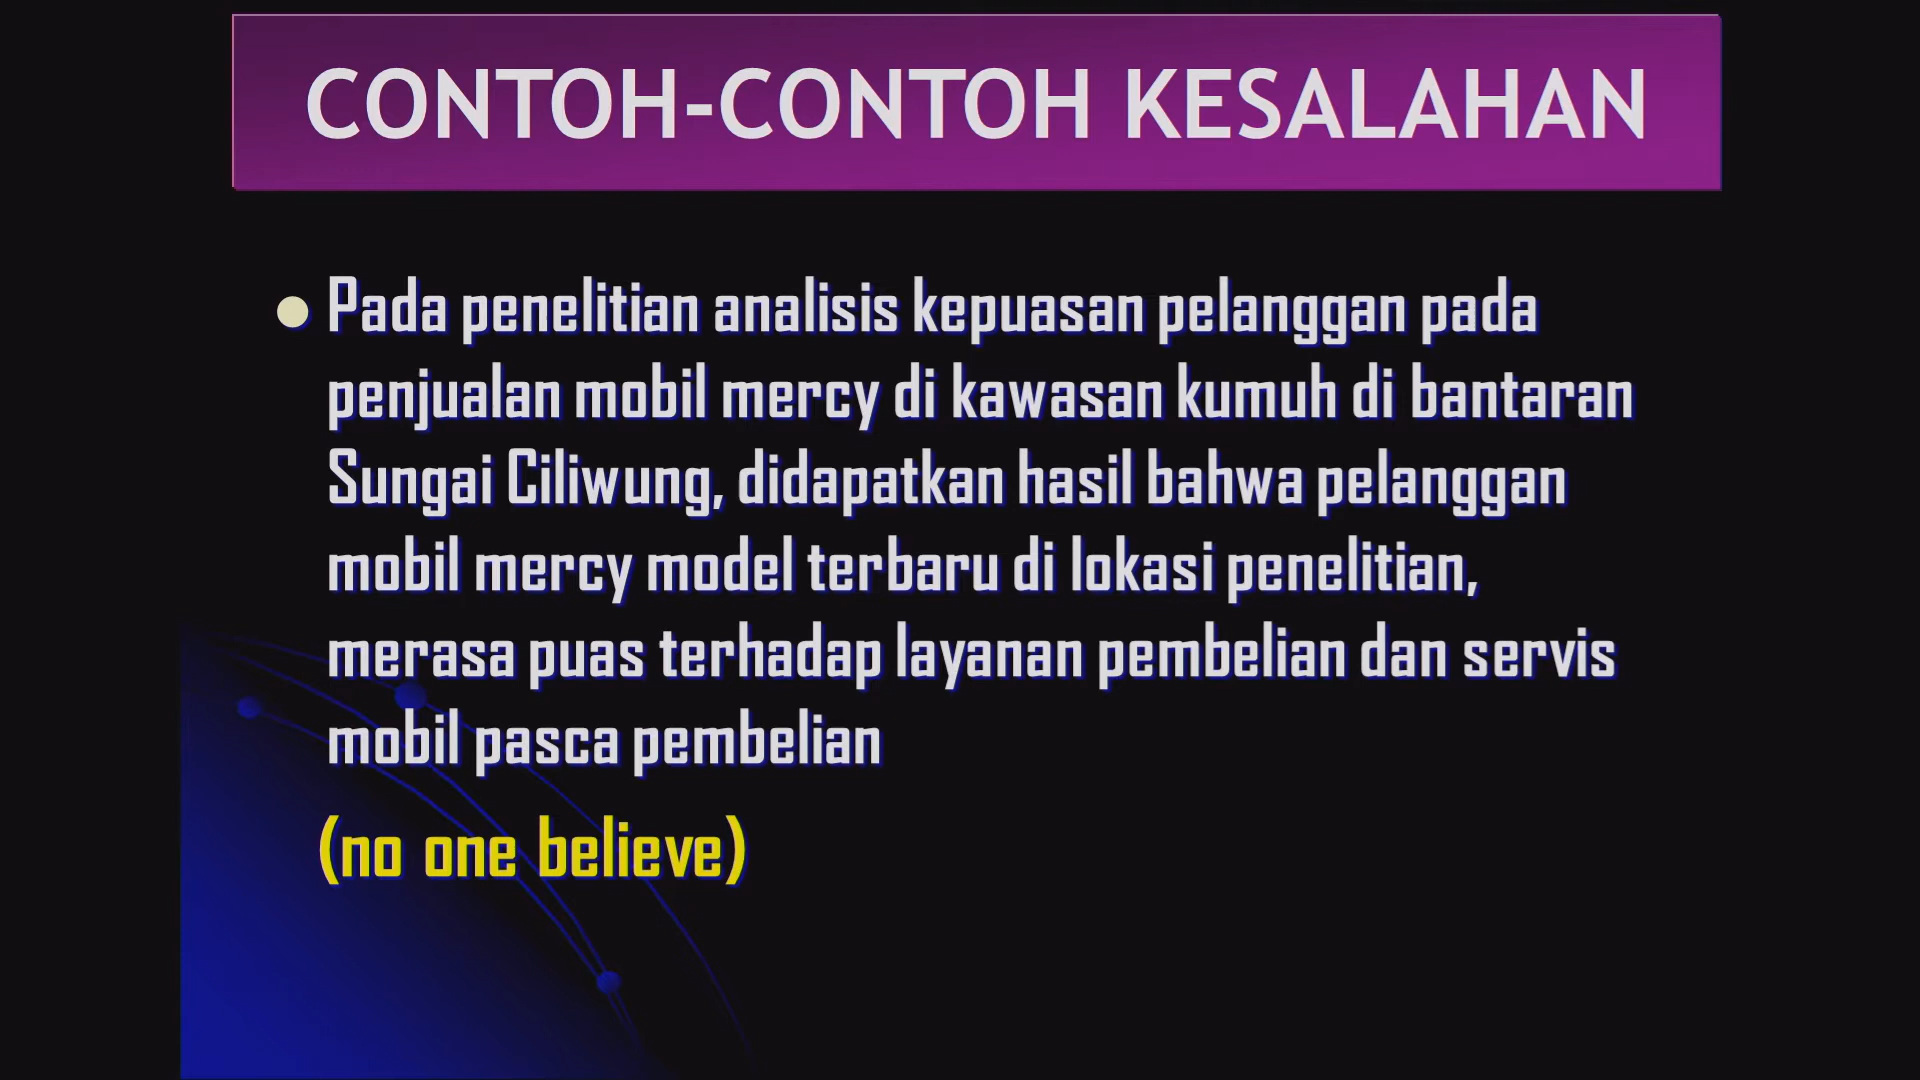 CONTOH-CONTOH KESALAHAN
Pada penelitian analisis kepuasan pelanggan pada
penjualan mobil mercy di kawasan kumuh di bantaran
Sungai Ciliwung, didapatkan hasil bahwa pelanggan
mobil mercy model terbaru di lokasi penelitian,
merasa puas terhadap layanan pembelian dan servis
mobil pasca pembelian
(no one believe)